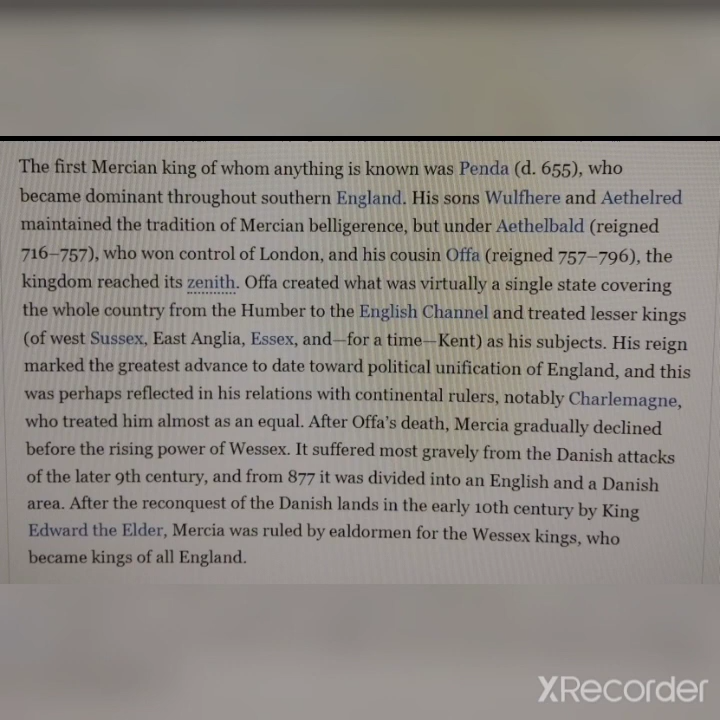 The first Mercian king of whom anything is known was Penda (d. 655), who
became dominant throughout southern England. His sons Wulfhere and Aethelred
maintained the tradition of Mercian belligerence, but under Aethelbald (reigned
716–757), who won control of London, and his cousin Offa (reigned 757–796), the
kingdom reached its zenith. Offa created what was virtually a single state covering
the whole country from the Humber to the English Channel and treated lesser kings
(of west Sussex, East Anglia, Essex, and—for a time—Kent) as his subjects. His reign
marked the greatest advance to date toward political unification of England, and this
was perhaps reflected in his relations with continental rulers, notably Charlemagne,
who treated him almost as an equal. After Offa's death, Mercia gradually declined
before the rising power of Wessex. It suffered most gravely from the Danish attacks
of the later 9th century, and from 877 it was divided into an English and a Danish
area. After the reconquest of the Danish lands in the early 10th century by King
Edward the Elder, Mercia was ruled by ealdormen for the Wessex kings, who
became kings of all England.
XRecorder